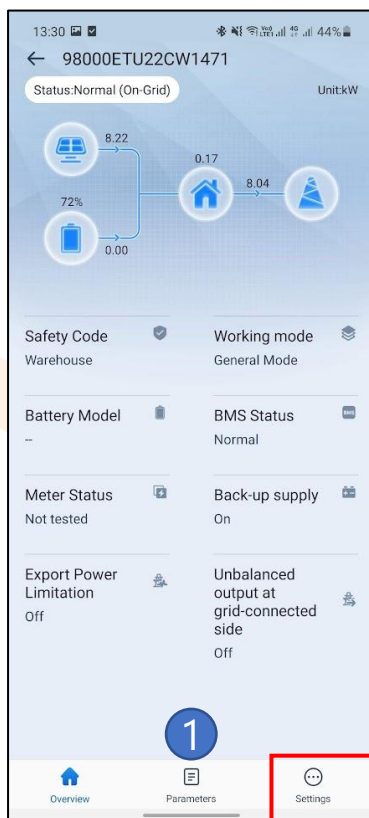 13:30 44%
98000ETU22CW1471
Status:Normal (On-Grid) Unit:kW
8.22
0.17
8.04
72%
0.00
Safety Code Working mode
Warehouse General Mode
Battery Model BMS Status
-- Normal
Meter Status Back-up supply
Not tested On
Export Power Unbalanced
Limitation output at
Off grid-connected
side
Off
1
Overview Parameters Settings